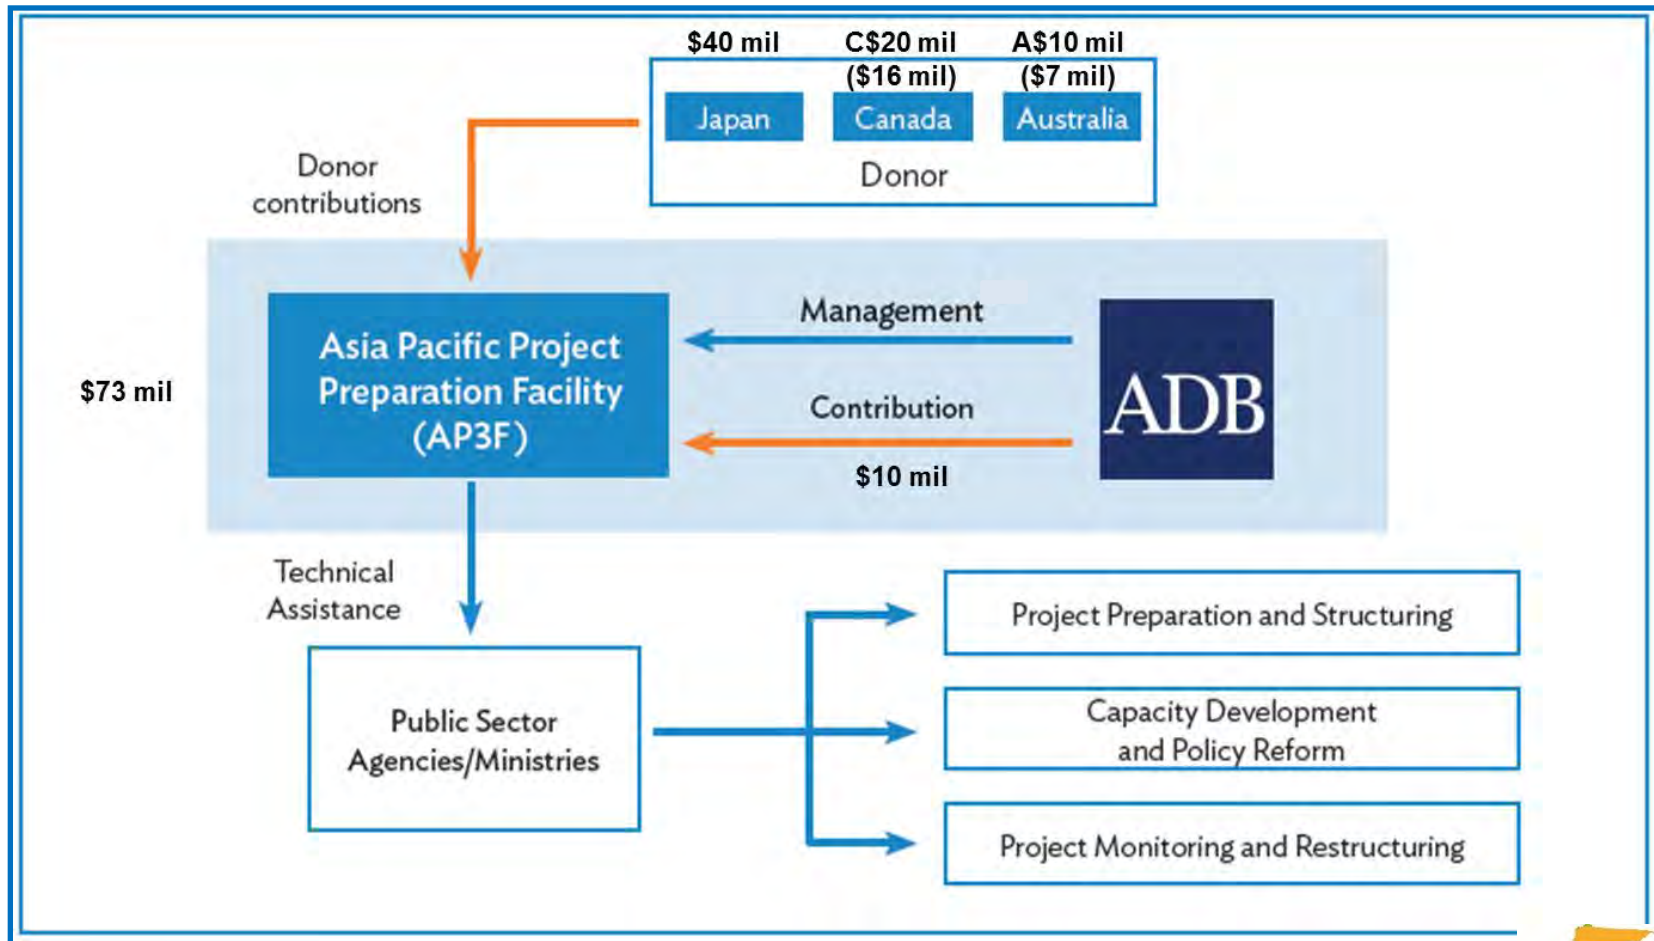 $40 mil
C$20 mil
($16 mil)
A$10 mil
($7 mil)
Japan
Canada
Australia
Donor
Donor
contributions
Asia Pacific Project
Preparation Facility
(AP3F)
$73 mil
Management
Contribution
$10 mil
ADB
Technical
Assistance
Public Sector
Agencies/Ministries
Project Preparation and Structuring
Capacity Development
and Policy Reform
Project Monitoring and Restructuring